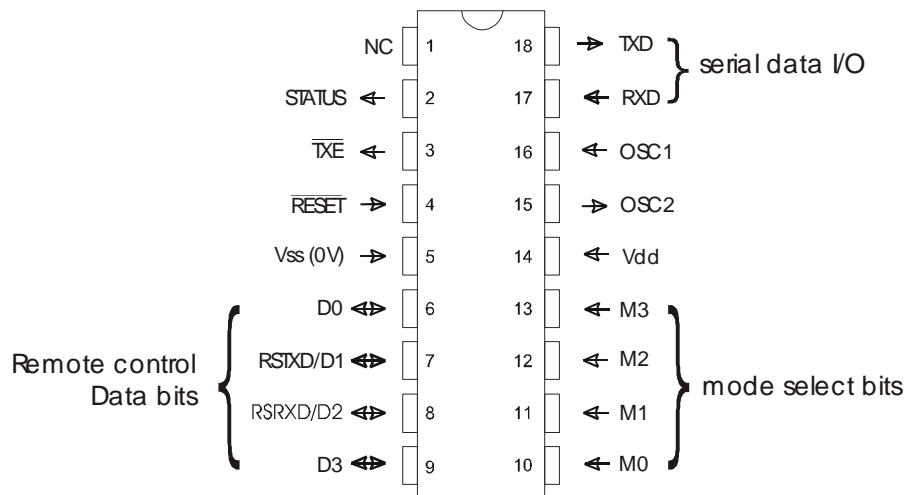 NC 1 18 TXD
serial data I/O
STATUS 2 17 RXD
TXE 3 16 OSC1
RESET 4 15 OSC2
Vss (0V) 5 14 Vdd
D0 6 13 M3
Remote control
Data bits
RSTXD/D1 7 12 M2
mode select bits
RSRXD/D2 8 11 M1
D3 9 10 M0